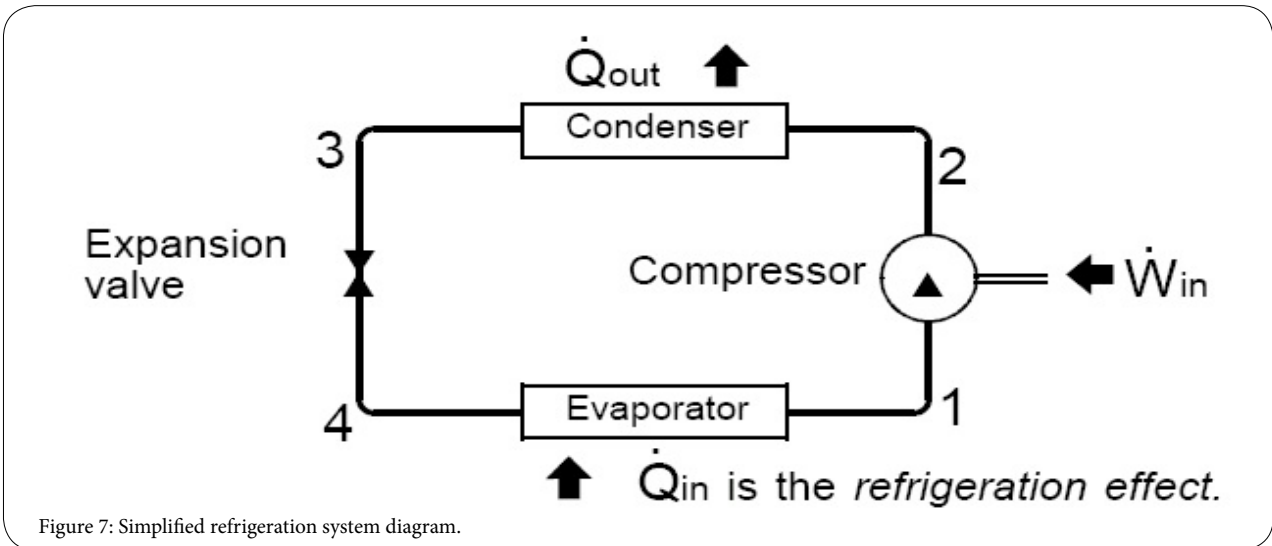 Q̇out
Condenser
3
2
Expansion
valve
Compressor
Ẇin
4
Evaporator
1
Q̇in is the refrigeration effect.
Figure 7: Simplified refrigeration system diagram.